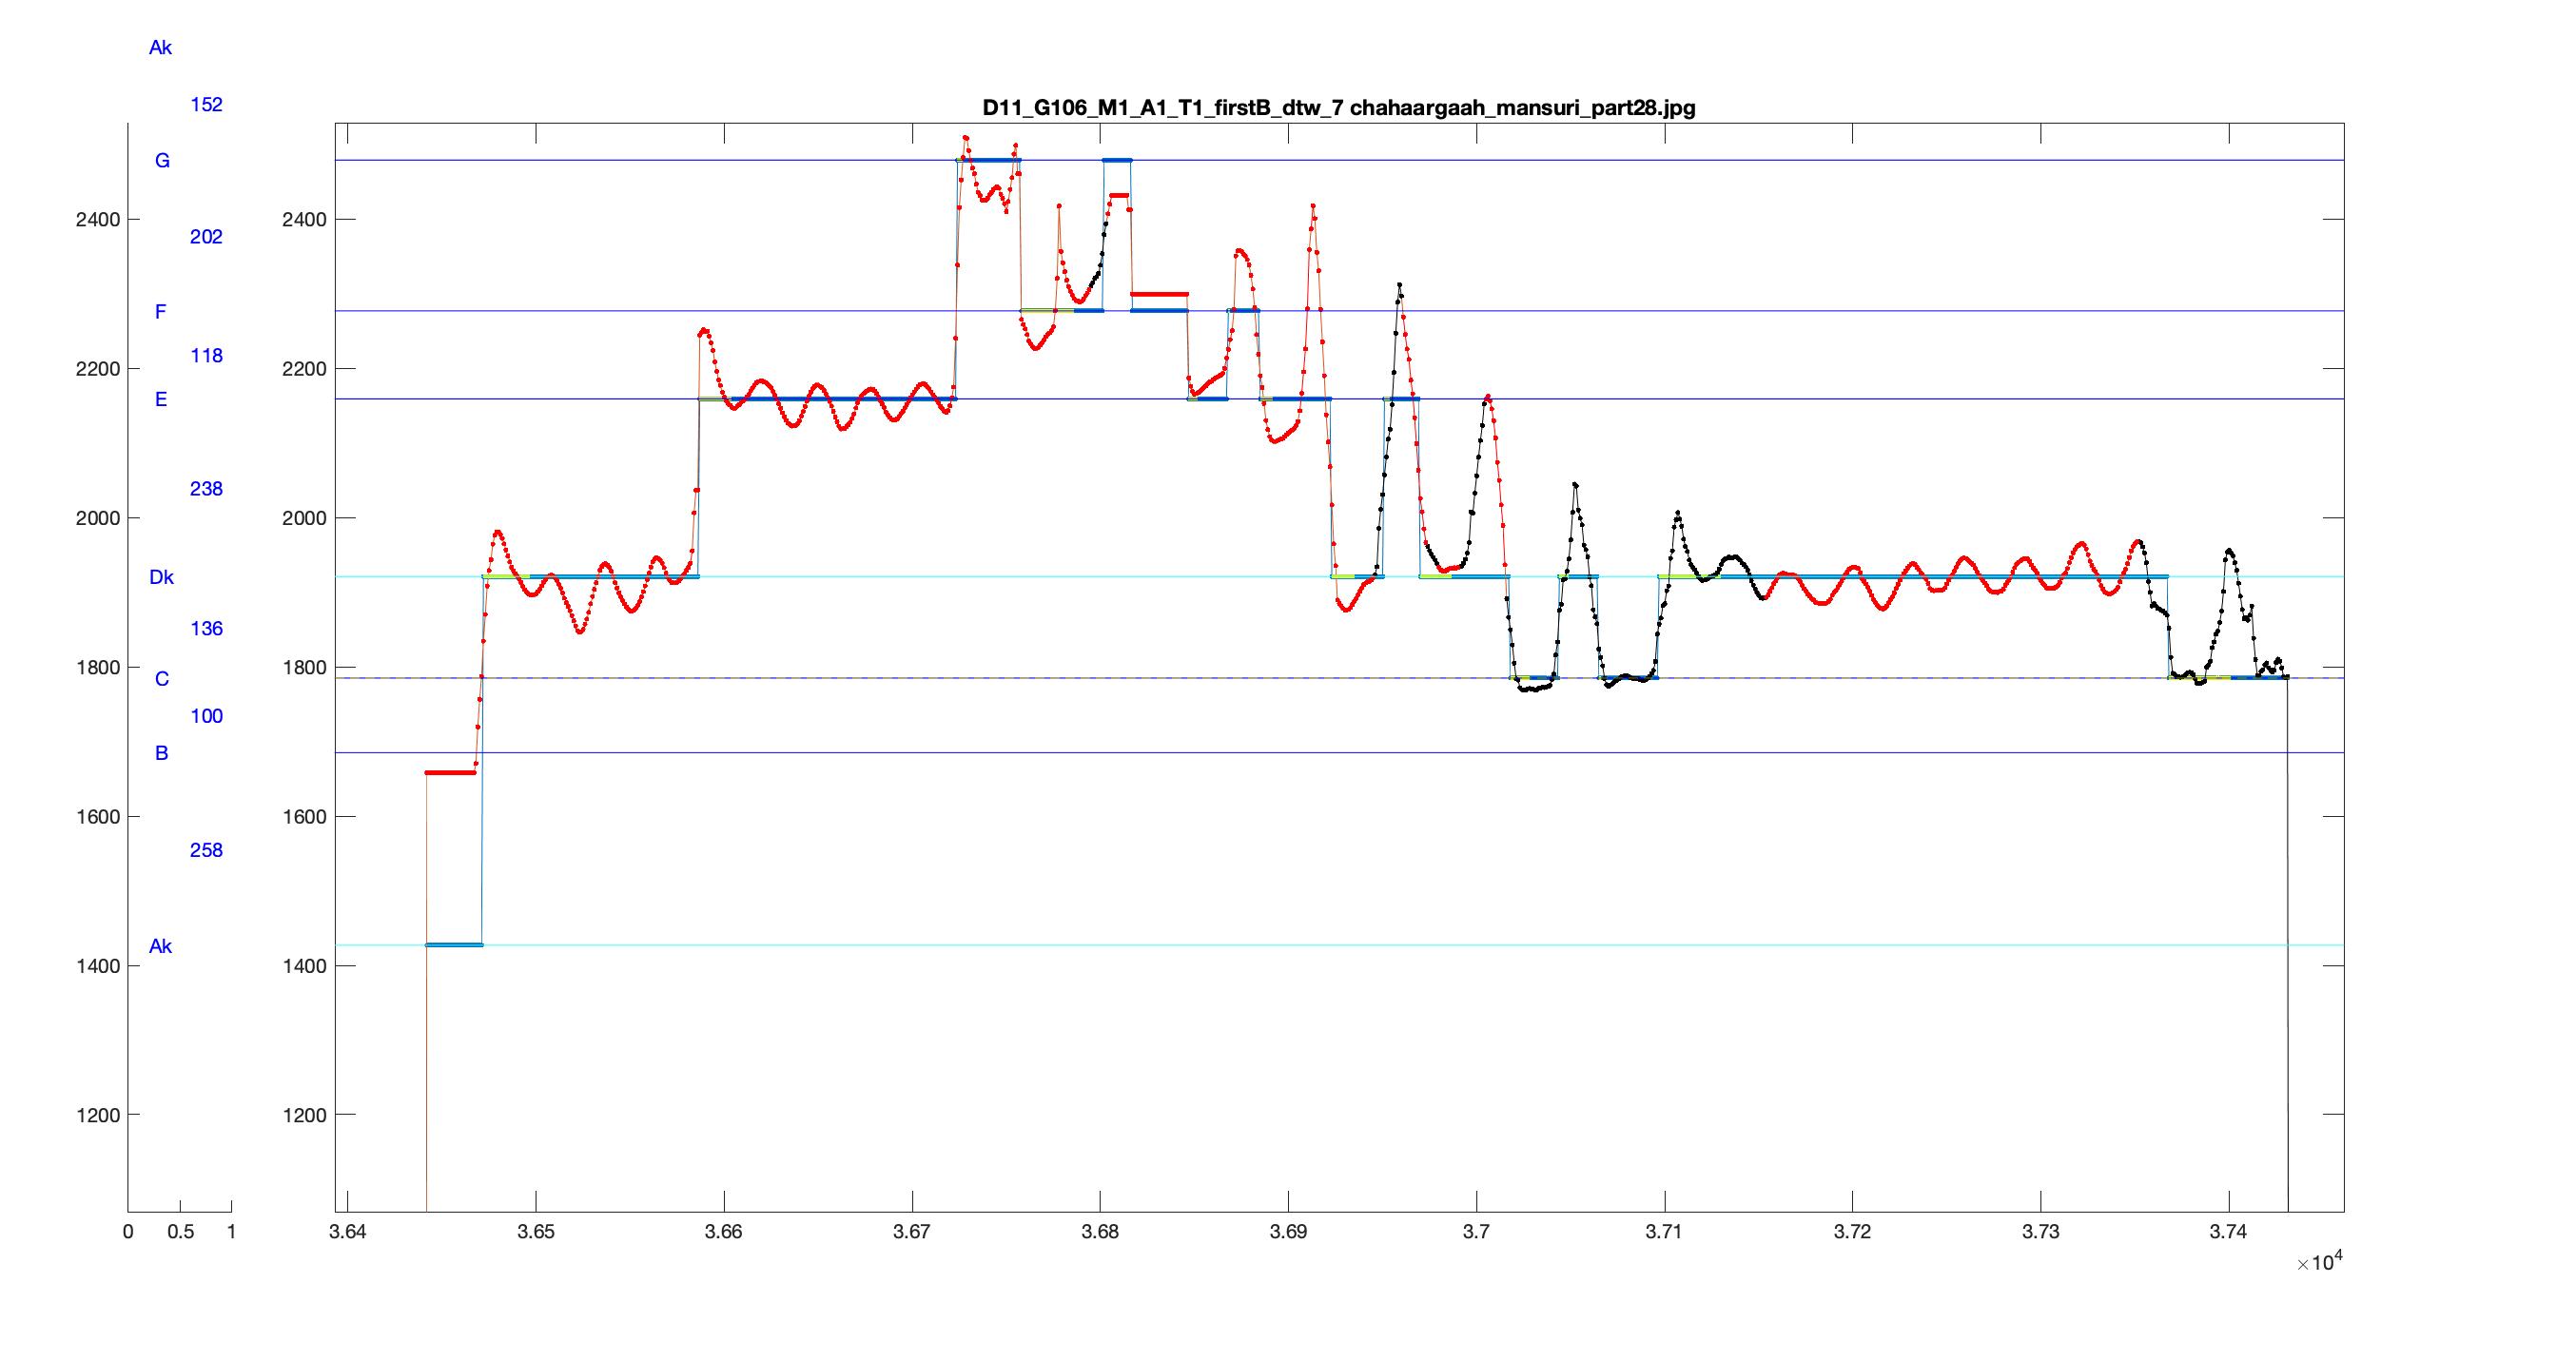 Ak
152
D11_G106_M1_A1_T1_firstB_dtw_7 chahaargaah_mansuri_part28.jpg
G
2400 2400
202
F
118
2200 2200
E
238
2000 2000
Dk
136
1800 1800
C
100
B
1600 1600
258
Ak
1400 1400
1200 1200
0 0.5 1 3.64 3.65 3.66 3.67 3.68 3.69 3.7 3.71 3.72 3.73 3.74
×10⁴